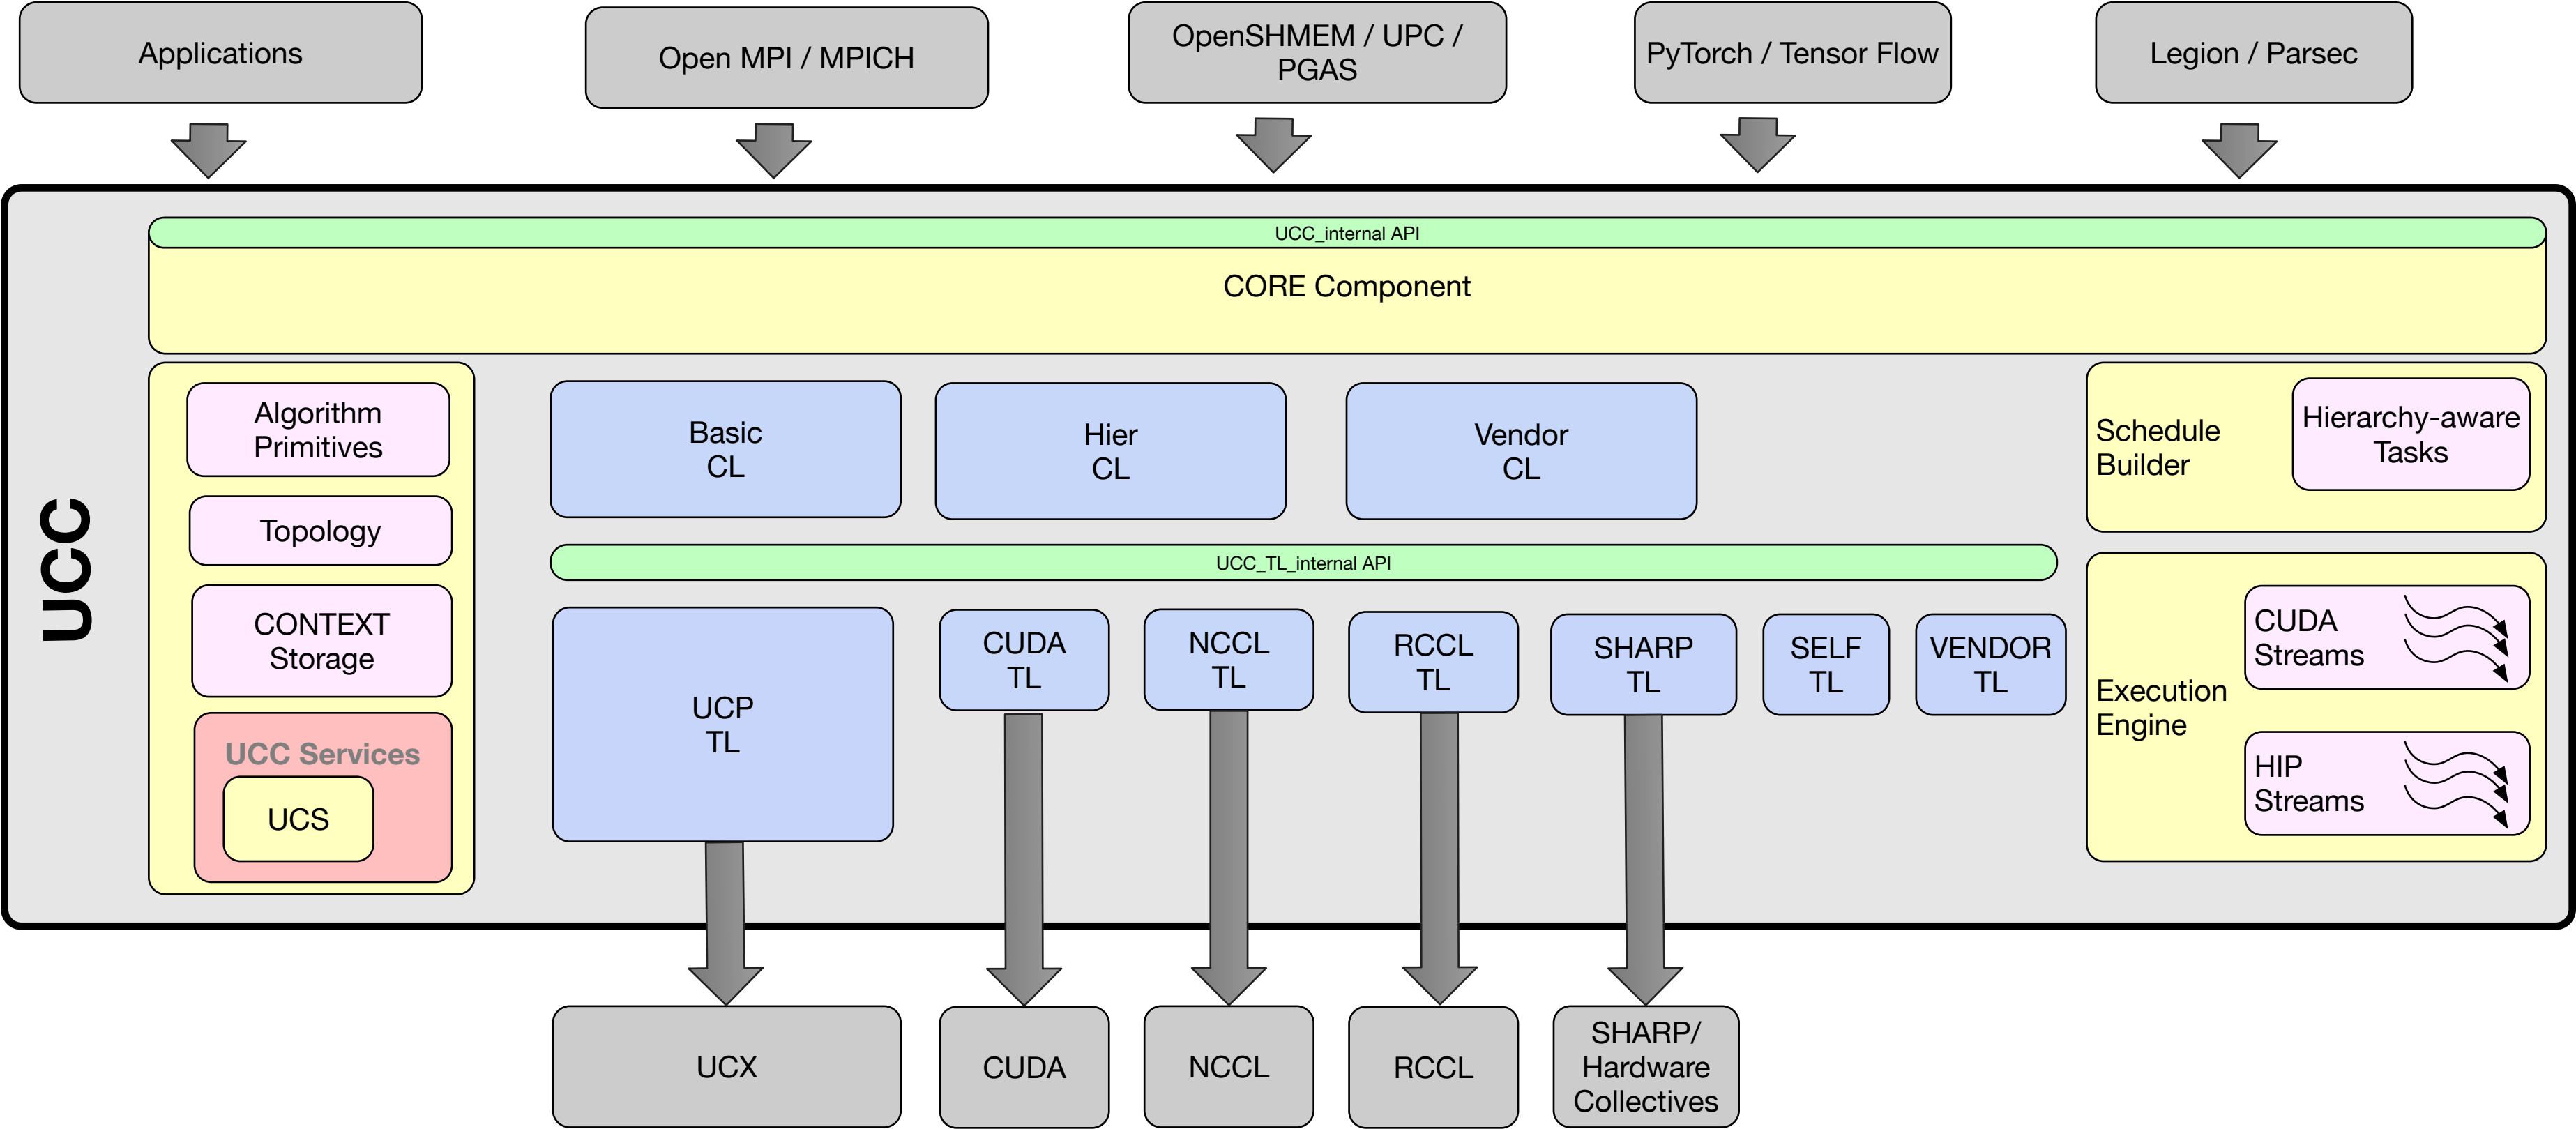 Applications
Open MPI / MPICH
OpenSHMEM / UPC /
PGAS
PyTorch / Tensor Flow
Legion / Parsec
UCC
UCC_internal API
CORE Component
Algorithm
Primitives
Topology
CONTEXT
Storage
UCC Services
UCS
Basic
CL
Hier
CL
Vendor
CL
UCC_TL_internal API
UCP
TL
CUDA
TL
NCCL
TL
RCCL
TL
SHARP
TL
SELF
TL
VENDOR
TL
Schedule
Builder
Hierarchy-aware
Tasks
Execution
Engine
CUDA
Streams
HIP
Streams
UCX
CUDA
NCCL
RCCL
SHARP/
Hardware
Collectives